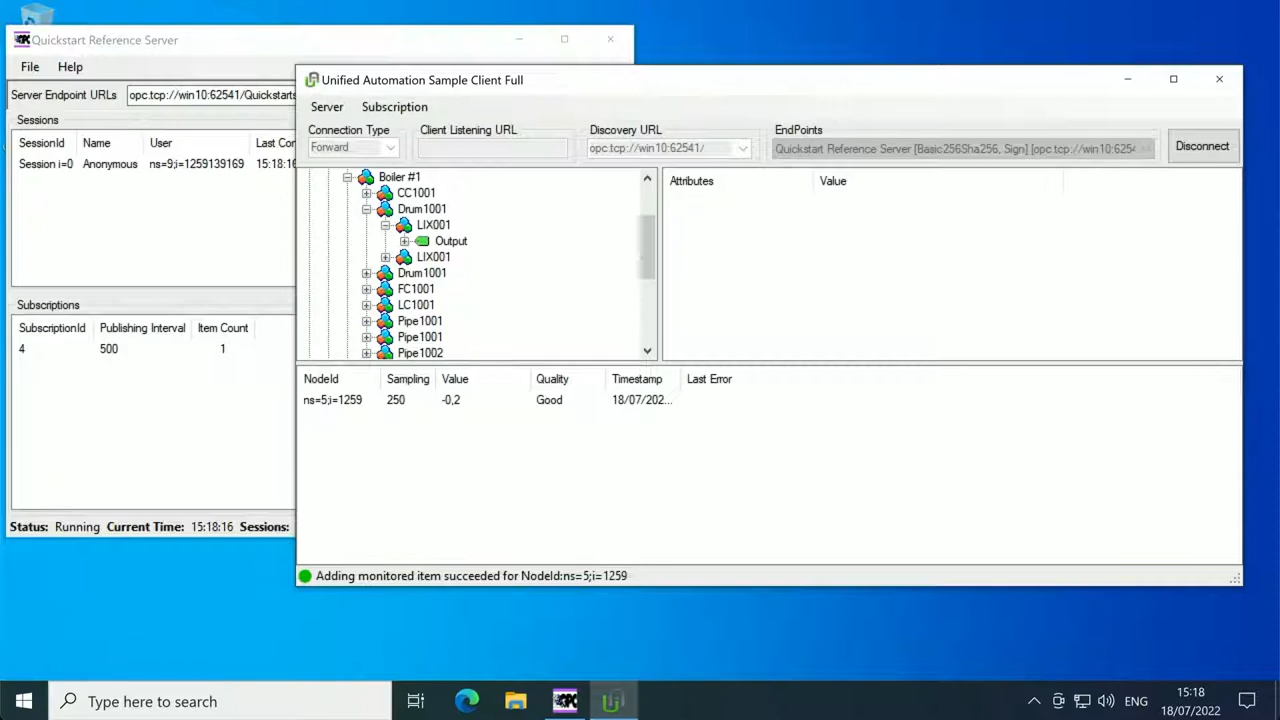 Quickstart Reference Server
File Help
Server Endpoint URLs opc.tcp://win10:62541/Quickstarts
Sessions
SessionId Name User Last Con
Session i=0 Anonymous ns=9;i=1259139169 15:18:16
Subscriptions
SubscriptionId Publishing Interval Item Count
4 500 1
Status: Running Current Time: 15:18:16 Sessions:
Unified Automation Sample Client Full
Server Subscription
Connection Type Client Listening URL Discovery URL EndPoints
Forward opc.tcp://win10:62541/ Quickstart Reference Server [Basic256Sha256, Sign] [opc.tcp://win10:6254 Disconnect
Boiler #1
CC1001
Drum1001
LIX001
Output
LIX001
Drum1001
FC1001
LC1001
Pipe1001
Pipe1001
Pipe1002
Attributes Value
NodeId Sampling Value Quality Timestamp Last Error
ns=5;i=1259 250 -0,2 Good 18/07/202...
Adding monitored item succeeded for NodeId:ns=5;i=1259
Type here to search
ENG
15:18
18/07/2022